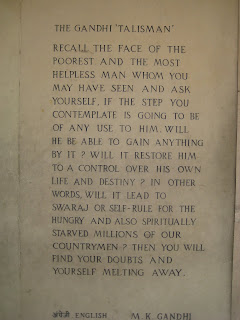 THE GANDHI 'TALISMAN'
RECALL THE FACE OF THE
POOREST AND THE MOST
HELPLESS MAN WHOM YOU
MAY HAVE SEEN AND ASK
YOURSELF, IF THE STEP YOU
CONTEMPLATE IS GOING TO BE
OF ANY USE TO HIM. WILL
HE BE ABLE TO GAIN ANYTHING
BY IT ? WILL IT RESTORE HIM
TO A CONTROL OVER HIS OWN
LIFE AND DESTINY ? IN OTHER
WORDS, WILL IT LEAD TO
SWARAJ OR SELF-RULE FOR THE
HUNGRY AND ALSO SPIRITUALLY
STARVED MILLIONS OF OUR
COUNTRYMEN ? THEN YOU WILL
FIND YOUR DOUBTS AND
YOURSELF MELTING AWAY.
अंग्रेज़ी ENGLISH M. K. GANDHI